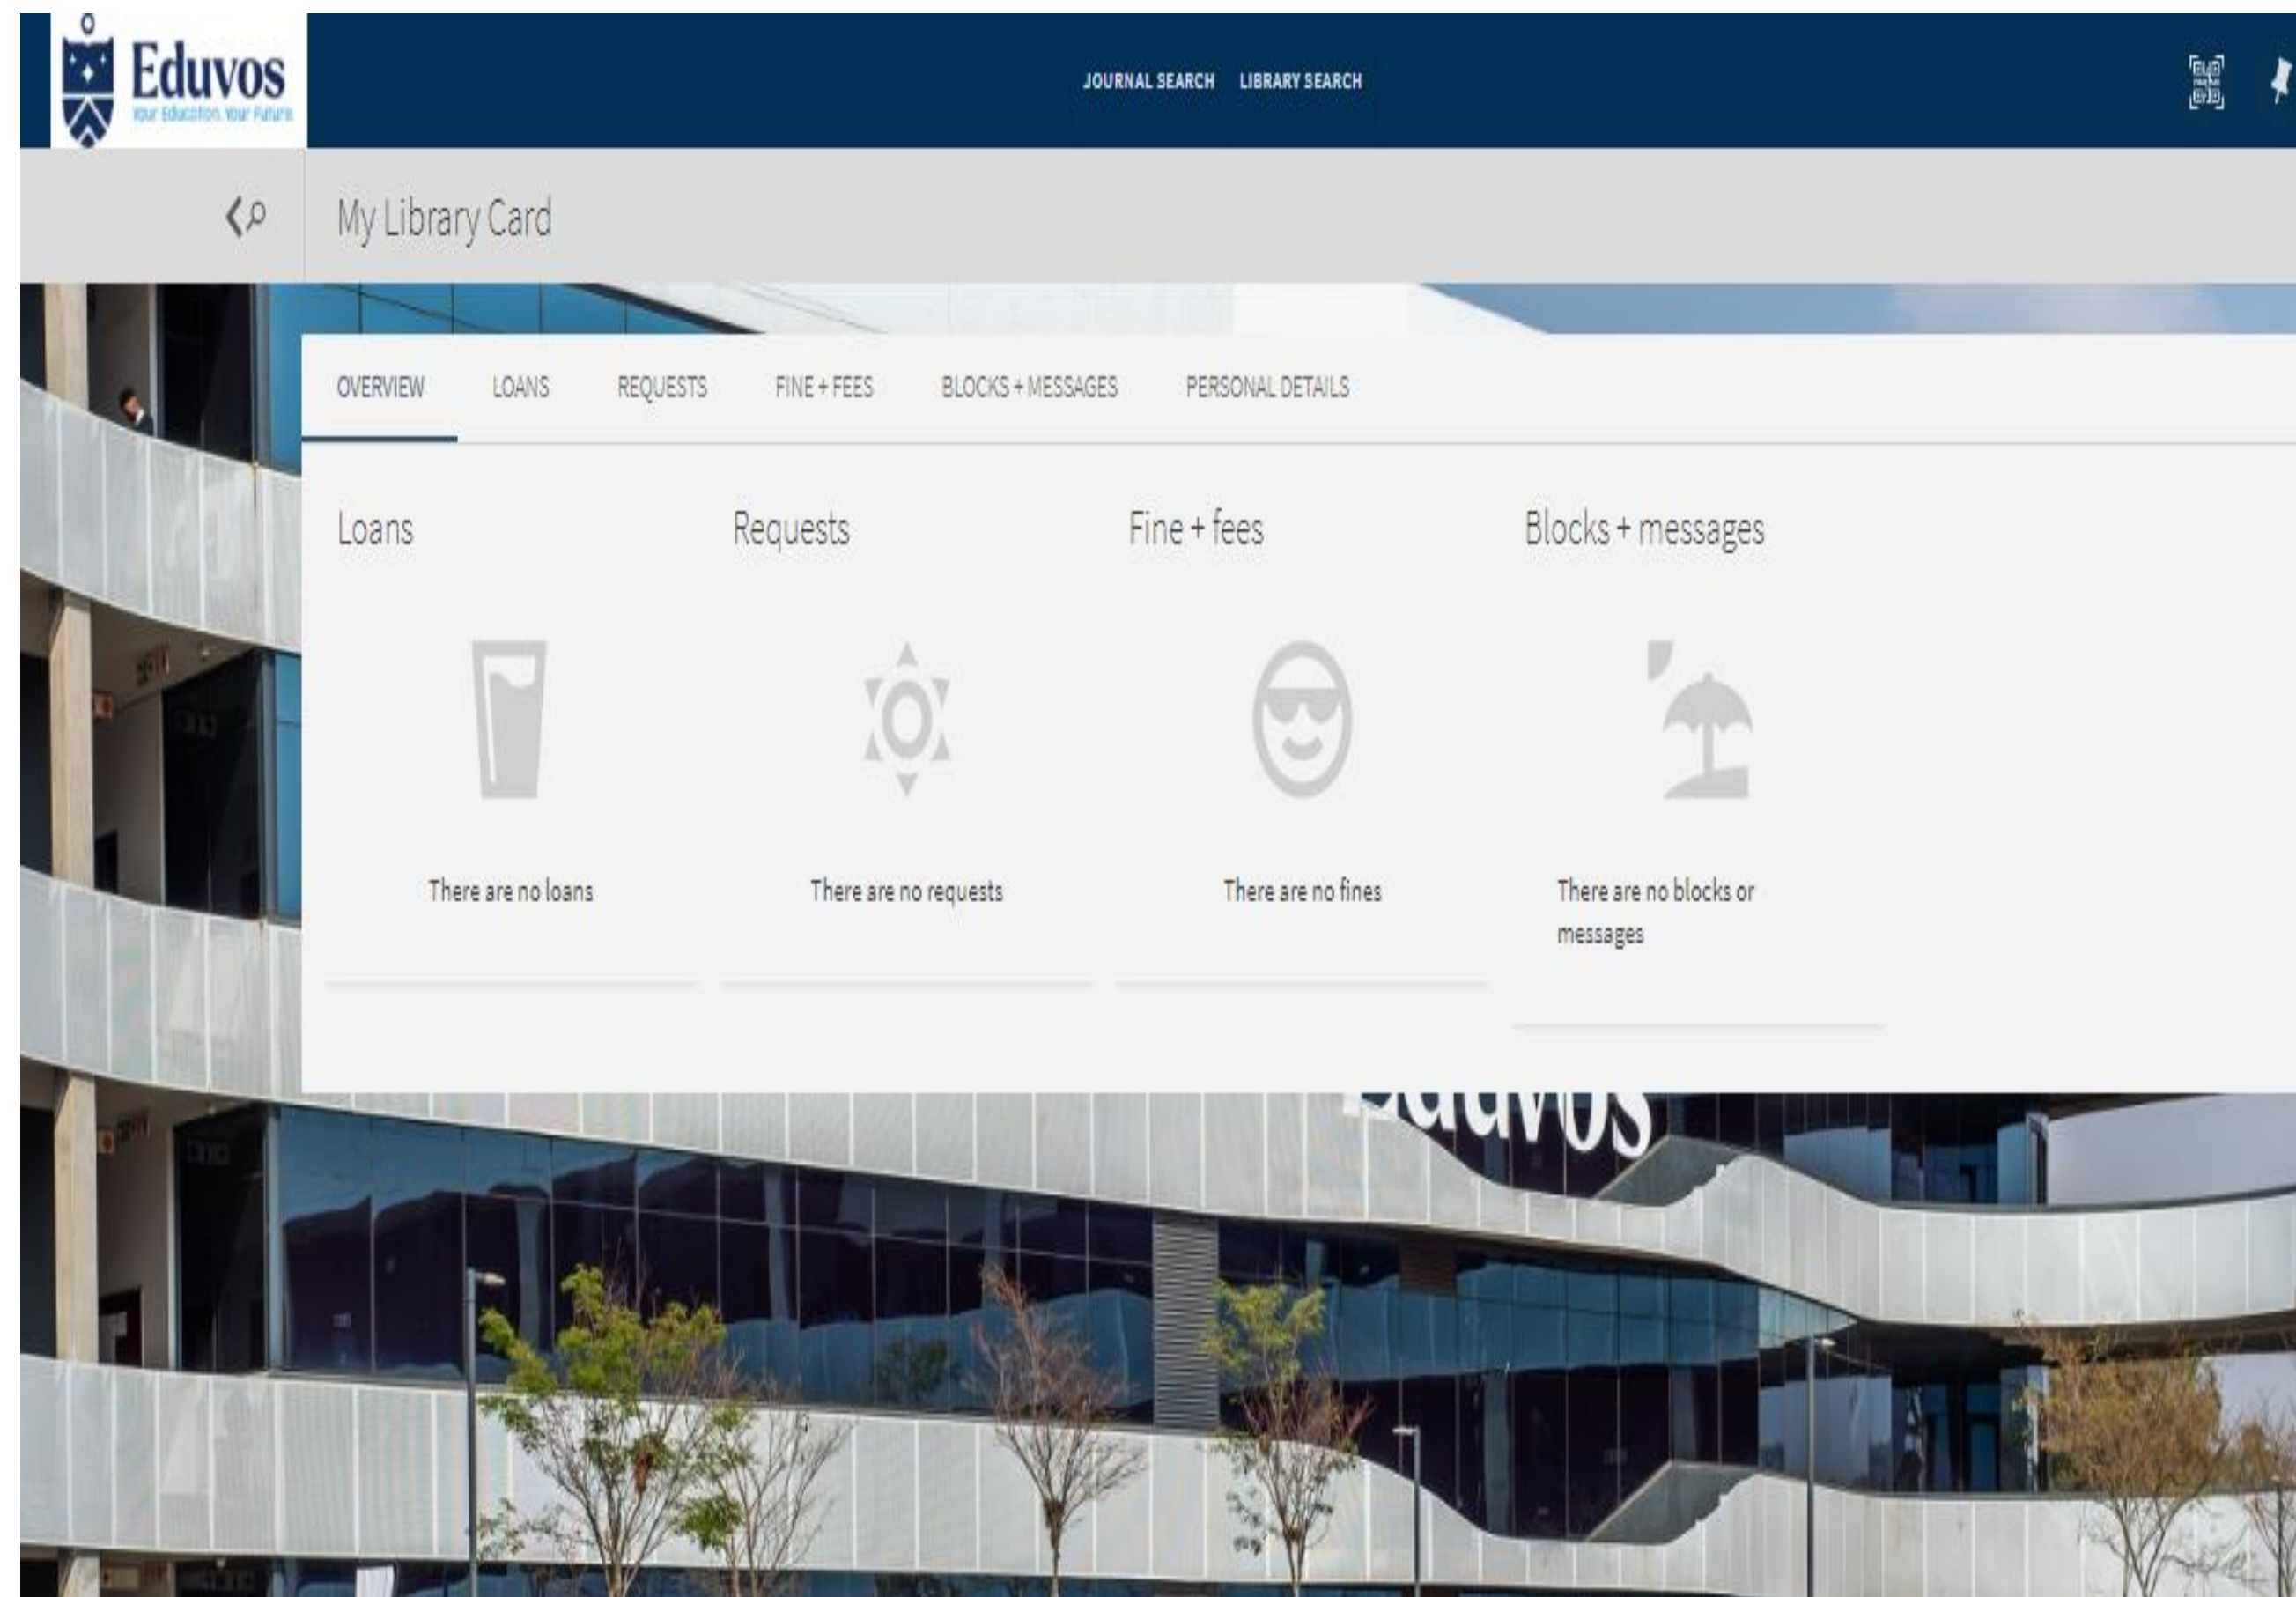 Eduvos
Your Education. Your Future
JOURNAL SEARCH LIBRARY SEARCH
My Library Card
OVERVIEW LOANS REQUESTS FINE + FEES BLOCKS + MESSAGES PERSONAL DETAILS
Loans Requests Fine + fees Blocks + messages
There are no loans There are no requests There are no fines There are no blocks or
messages
Eduvos